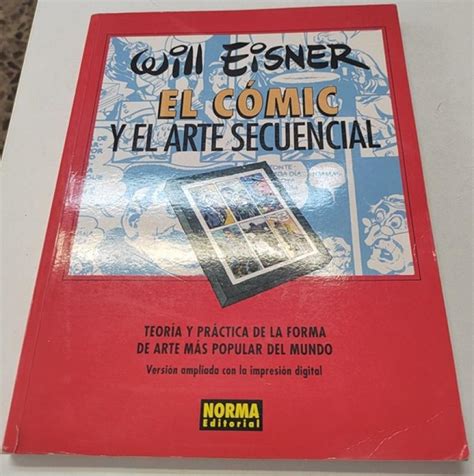 Will EISNER
EL CÓMIC
Y EL ARTE SECUENCIAL
TEORÍA Y PRÁCTICA DE LA FORMA
DE ARTE MÁS POPULAR DEL MUNDO
Versión ampliada con la impresión digital
NORMA
Editorial